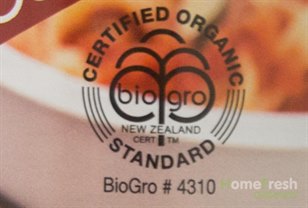 CERTIFIED ORGANIC
biogro
NEW ZEALAND
CERT TM
STANDARD
BioGro # 4310